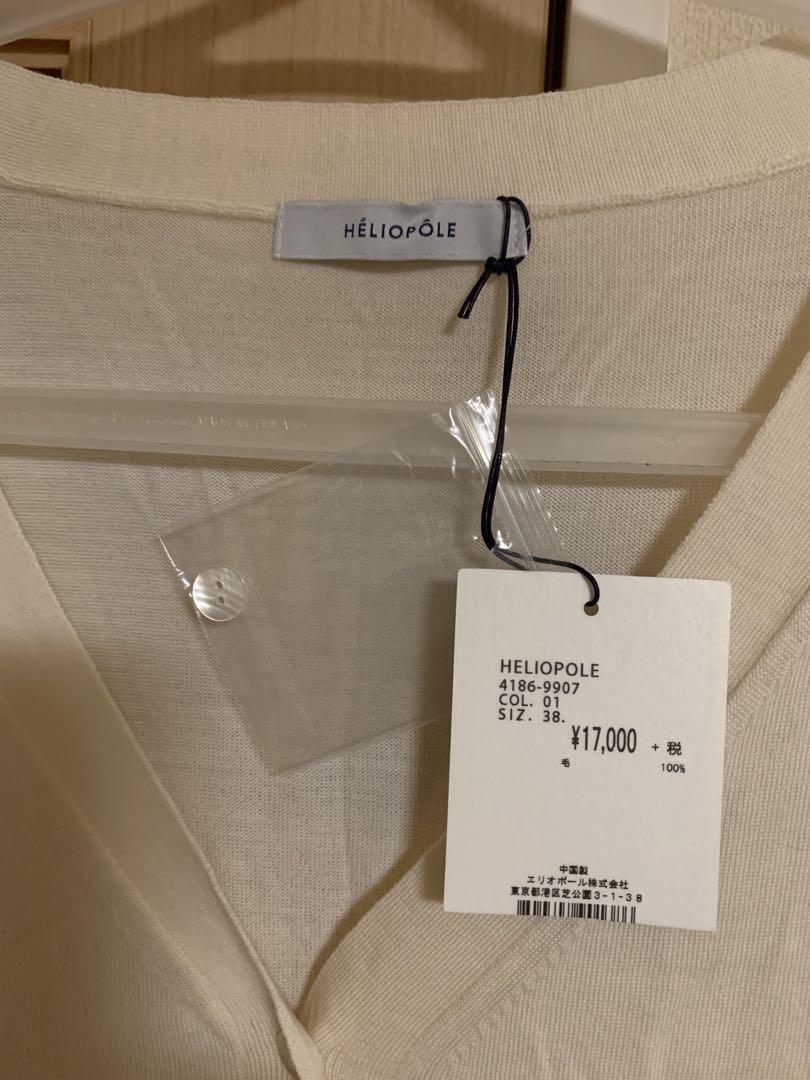 HÉLIOPÔLE
HELIOPOLE
4186-9907
COL. 01
SIZ. 38.
¥17,000 + 税
毛 100%
中国製
エリオポール株式会社
東京都港区芝公園3-1-38